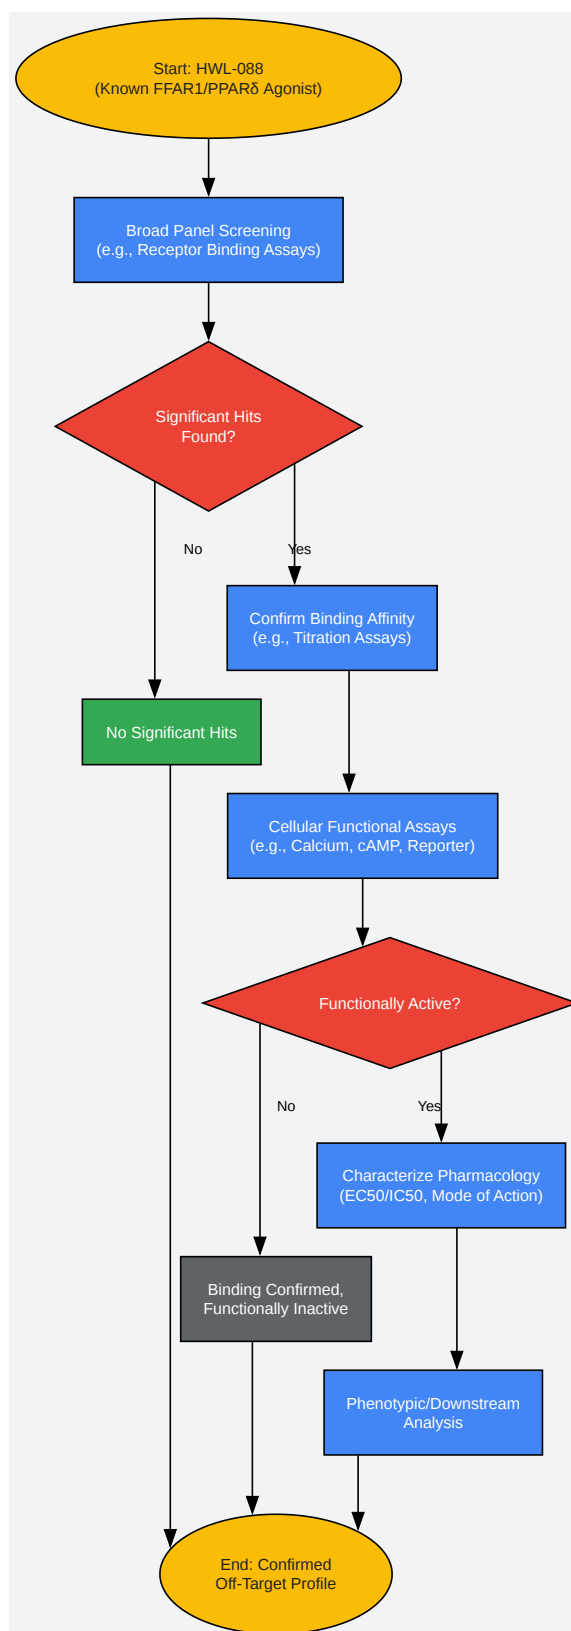 Start: HWL-088
(Known FFAR1/PPARδ Agonist)
Broad Panel Screening
(e.g., Receptor Binding Assays)
Significant Hits
Found?
No
Yes
Confirm Binding Affinity
(e.g., Titration Assays)
No Significant Hits
Cellular Functional Assays
(e.g., Calcium, cAMP, Reporter)
Functionally Active?
No
Yes
Characterize Pharmacology
(EC50/IC50, Mode of Action)
Binding Confirmed,
Functionally Inactive
Phenotypic/Downstream
Analysis
End: Confirmed
Off-Target Profile